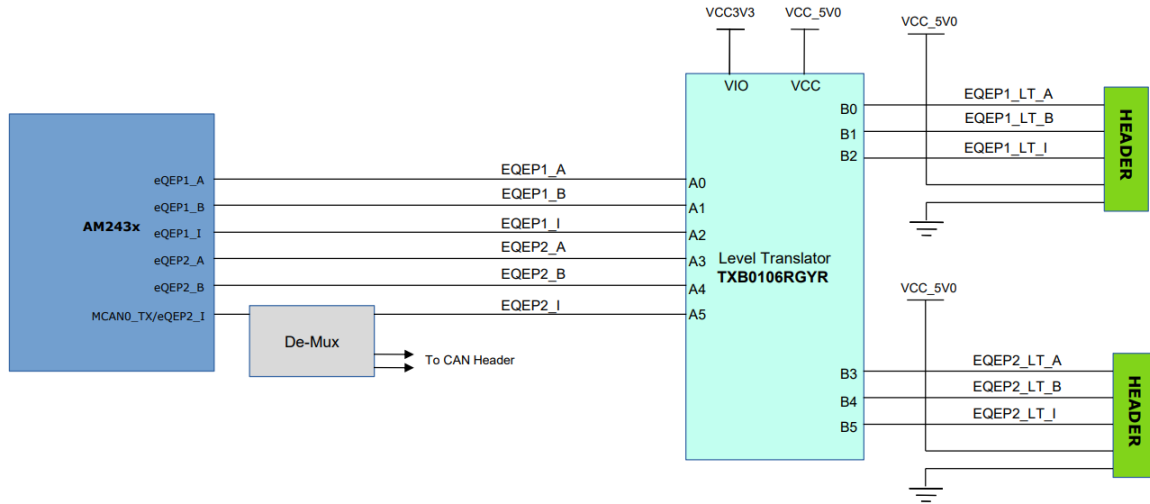 VCC3V3
VCC_5V0
VCC_5V0
VIO
VCC
B0
EQEP1_LT_A
B1
EQEP1_LT_B
B2
EQEP1_LT_I
HEADER
eQEP1_A
EQEP1_A
A0
eQEP1_B
EQEP1_B
A1
AM243x
eQEP1_I
EQEP1_I
A2
eQEP2_A
EQEP2_A
A3
Level Translator
TXB0106RGYR
eQEP2_B
EQEP2_B
A4
MCAN0_TX/eQEP2_I
EQEP2_I
A5
De-Mux
To CAN Header
VCC_5V0
B3
EQEP2_LT_A
B4
EQEP2_LT_B
B5
EQEP2_LT_I
HEADER